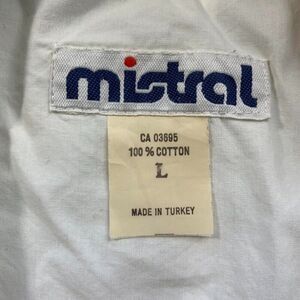 mistral
CA 03695
100 % COTTON
L
MADE IN TURKEY